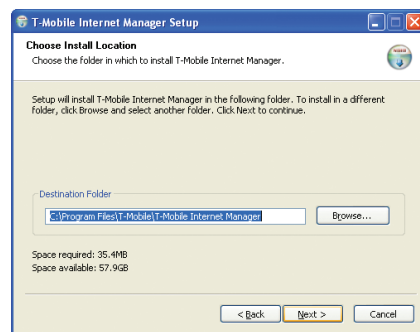 T-Mobile Internet Manager Setup
Choose Install Location
Choose the folder in which to install T-Mobile Internet Manager.
Setup will install T-Mobile Internet Manager in the following folder. To install in a different
folder, click Browse and select another folder. Click Next to continue.
Destination Folder
C:\Program Files\T-Mobile\T-Mobile Internet Manager
Browse...
Space required: 35.4MB
Space available: 57.9GB
< Back
Next >
Cancel